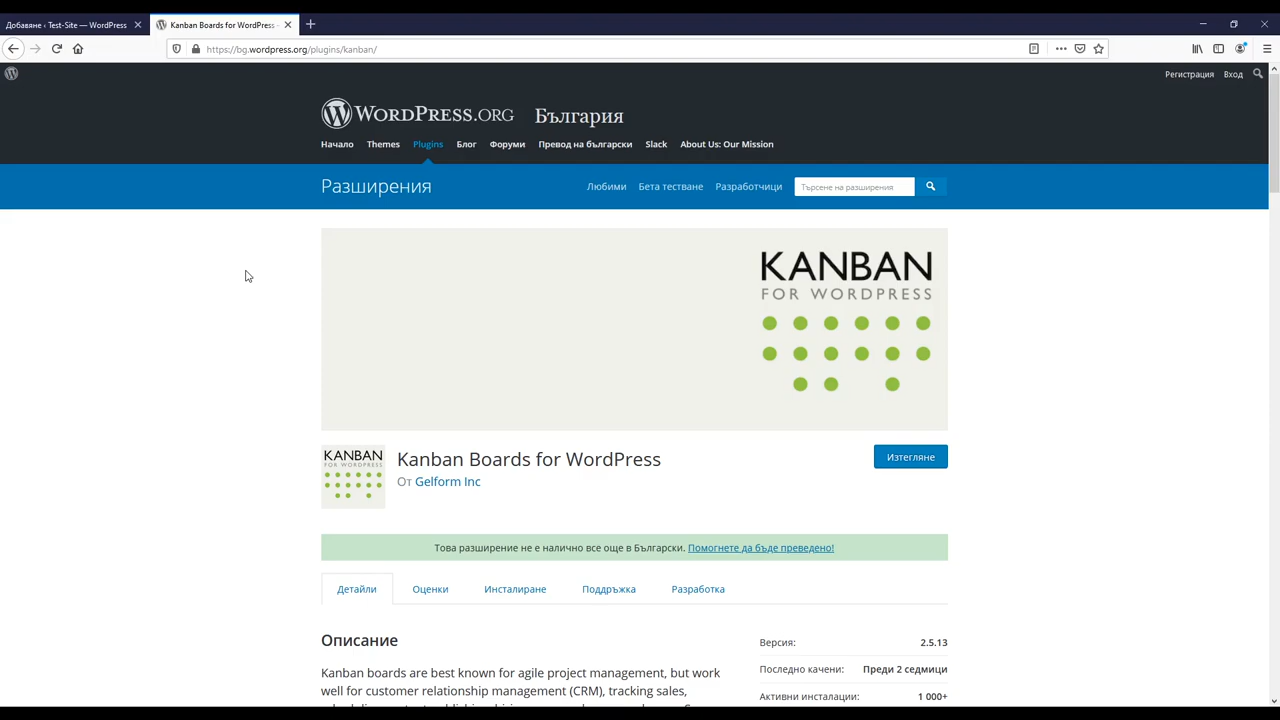 Добавяне ‹ Test-Site — WordPress
Kanban Boards for WordPress -
https://bg.wordpress.org/plugins/kanban/
Регистрация Вход
WORDPRESS.ORG България
Начало Themes Plugins Блог Форуми Превод на български Slack About Us: Our Mission
Разширения Любими Бета тестване Разработчици Търсене на разширения
KANBAN
FOR WORDPRESS
KANBAN
FOR WORDPRESS
Kanban Boards for WordPress
От Gelform Inc
Изтегляне
Това разширение не е налично все още в Български. Помогнете да бъде преведено!
Детайли Оценки Инсталиране Поддръжка Разработка
Описание
Kanban boards are best known for agile project management, but work
well for customer relationship management (CRM), tracking sales,
Версия: 2.5.13
Последно качени: Преди 2 седмици
Активни инсталации: 1 000+